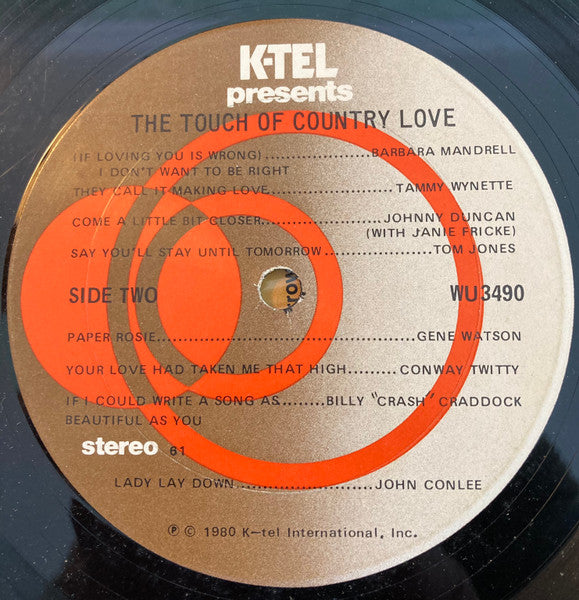 K-TEL
presents
THE TOUCH OF COUNTRY LOVE
(IF LOVING YOU IS WRONG)....................BARBARA MANDRELL
I DON'T WANT TO BE RIGHT
THEY CALL IT MAKING LOVE........................TAMMY WYNETTE
COME A LITTLE BIT CLOSER.......................JOHNNY DUNCAN
(WITH JANIE FRICKE)
SAY YOU'LL STAY UNTIL TOMORROW....................TOM JONES
SIDE TWO WU3490
PAPER ROSIE..................................................GENE WATSON
YOUR LOVE HAD TAKEN ME THAT HIGH.........CONWAY TWITTY
IF I COULD WRITE A SONG AS........BILLY "CRASH" CRADDOCK
BEAUTIFUL AS YOU
stereo 61
LADY LAY DOWN........................JOHN CONLEE
Ⓟ © 1980 K-tel International, Inc.